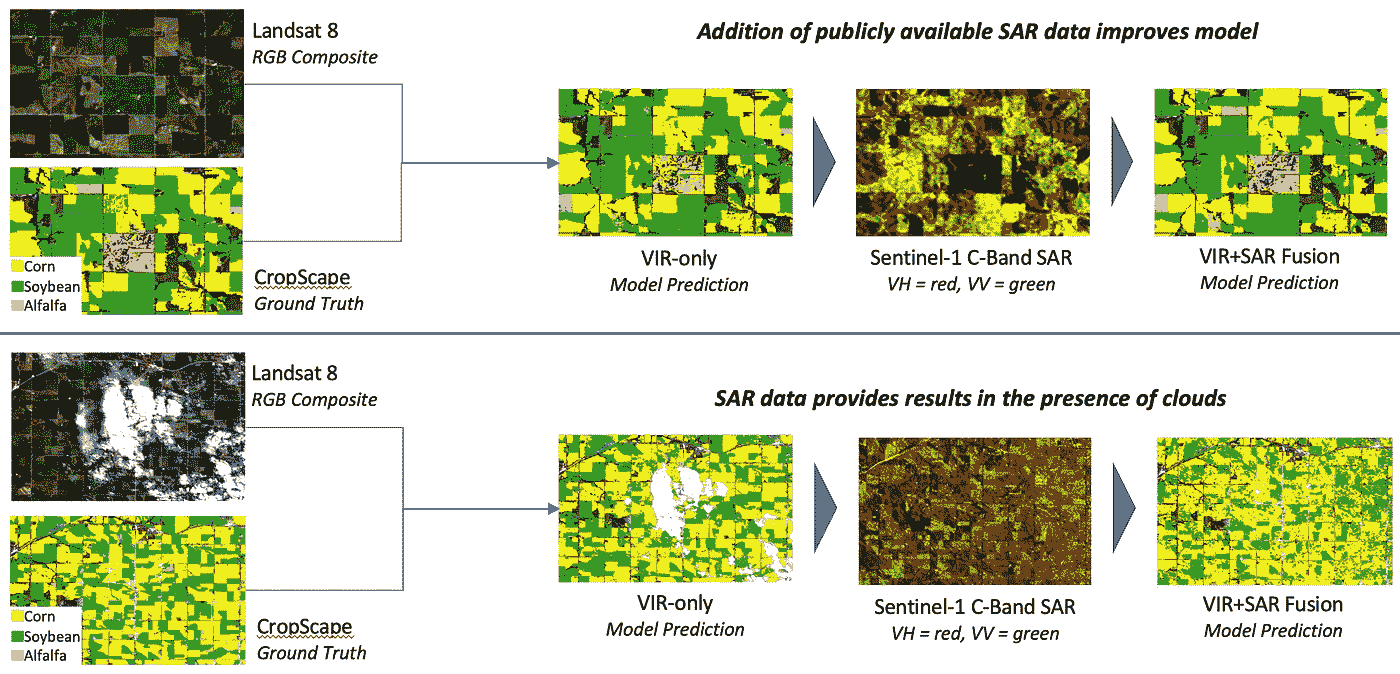 Landsat 8
RGB Composite
Addition of publicly available SAR data improves model
VIR-only
Model Prediction
Sentinel-1 C-Band SAR
VH = red, VV = green
VIR+SAR Fusion
Model Prediction
Corn
Soybean
Alfalfa
CropScape
Ground Truth
Landsat 8
RGB Composite
SAR data provides results in the presence of clouds
VIR-only
Model Prediction
Sentinel-1 C-Band SAR
VH = red, VV = green
VIR+SAR Fusion
Model Prediction
Corn
Soybean
Alfalfa
CropScape
Ground Truth